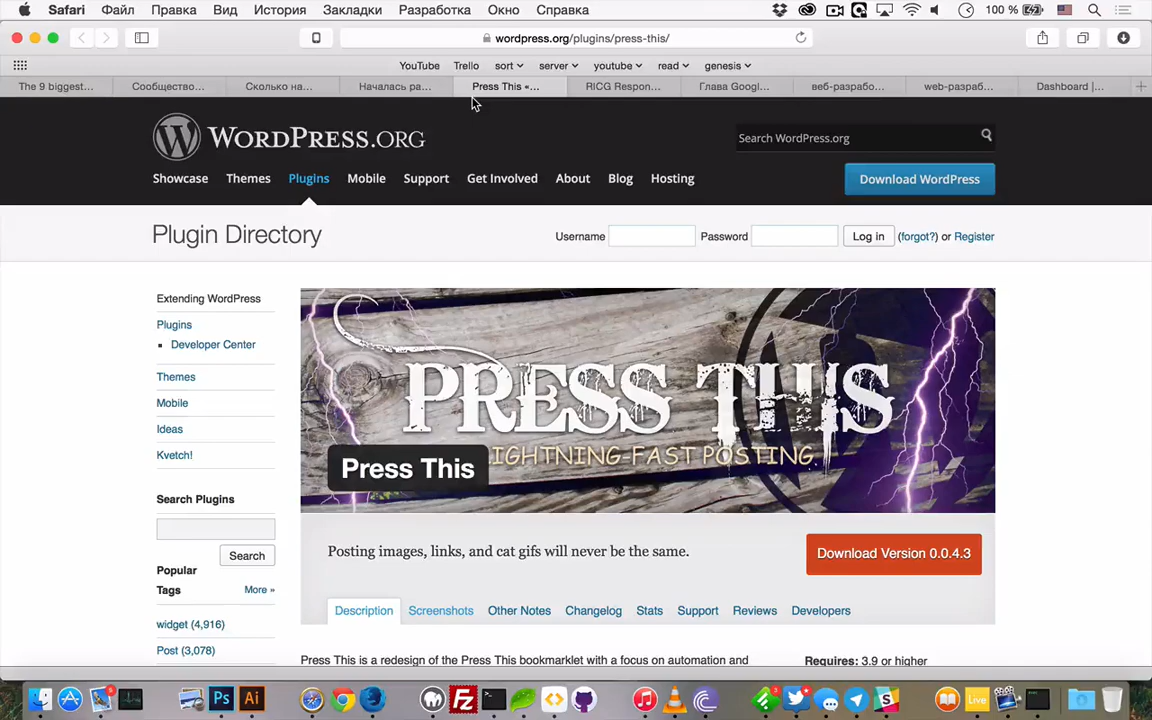 Safari Файл Правка Вид История Закладки Разработка Окно Справка 100 %
wordpress.org/plugins/press-this/
YouTube Trello sort server youtube read genesis
The 9 biggest... Сообщество... Сколько на... Началась ра... Press This «... RICG Respon... Глава Googl... веб-разрабо... web-разраб... Dashboard |...
WORDPRESS.ORG
Search WordPress.org
Showcase Themes Plugins Mobile Support Get Involved About Blog Hosting
Download WordPress
Plugin Directory
Username Password Log in (forgot?) or Register
Extending WordPress
Plugins
Developer Center
Themes
Mobile
Ideas
Kvetch!
Search Plugins
Search
Popular
Tags More »
widget (4,916)
Post (3,078)
PRESS THIS
LIGHTNING-FAST POSTING
Press This
Posting images, links, and cat gifs will never be the same.
Download Version 0.0.4.3
Description Screenshots Other Notes Changelog Stats Support Reviews Developers
Press This is a redesign of the Press This bookmarklet with a focus on automation and
Requires: 3.9 or higher
Ps Ai Fz Live